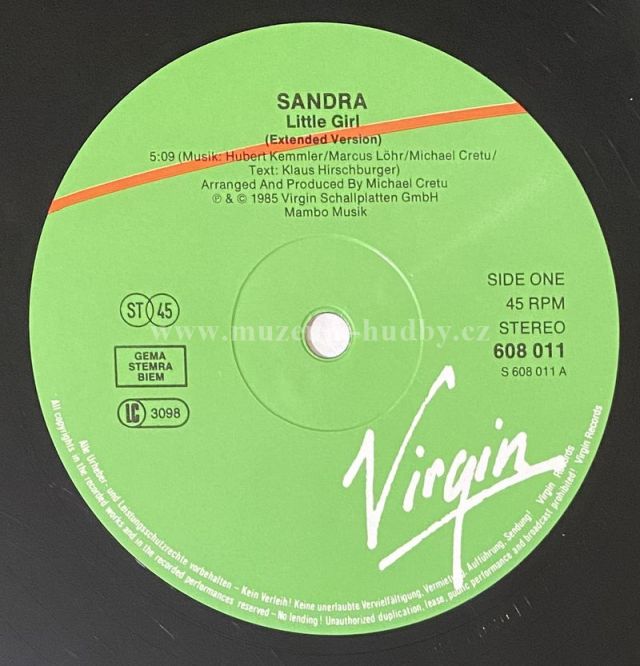 SANDRA
Little Girl
(Extended Version)
5:09 (Musik: Hubert Kemmler/Marcus Löhr/Michael Cretu/
Text: Klaus Hirschburger)
Arranged And Produced By Michael Cretu
℗ & © 1985 Virgin Schallplatten GmbH
Mambo Musik
SIDE ONE
45 RPM
STEREO
608 011
S 608 011 A
ST 45
GEMA
STEMRA
BIEM
LC 3098
www.muzeum-hudby.cz
Virgin
Alle Urheber- und Leistungsschutzrechte vorbehalten – Kein Verleih! Keine unerlaubte Vervielfältigung, Vermietung, Aufführung, Sendung! Virgin Records
All copyrights in the recorded works and in the recorded performances reserved – No lending! Unauthorized duplication, lease, public performance and broadcast prohibited! Virgin Records